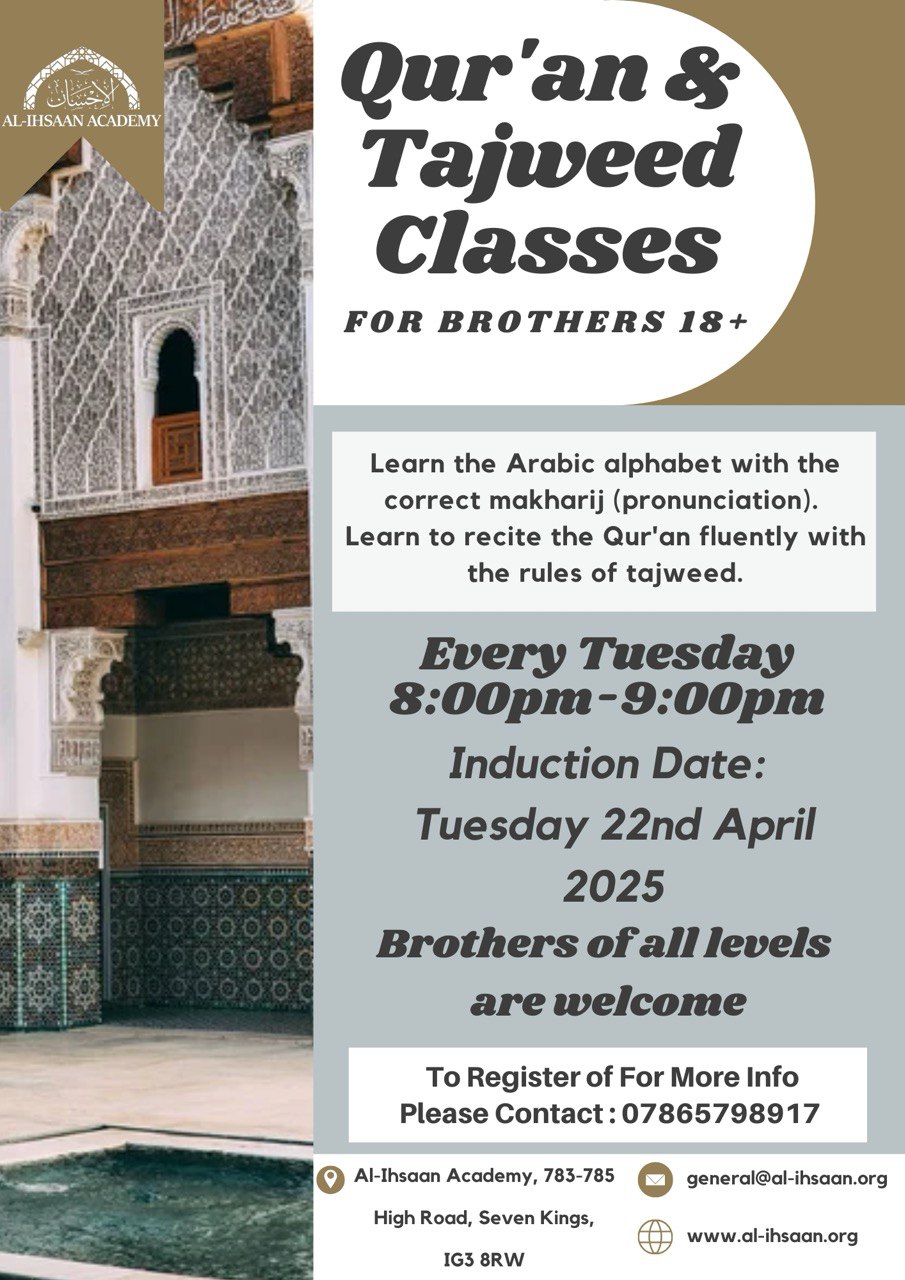 الإحسان
AL-IHSAAN ACADEMY
Qur'an &
Tajweed
Classes
FOR BROTHERS 18+
Learn the Arabic alphabet with the
correct makharij (pronunciation).
Learn to recite the Qur'an fluently with
the rules of tajweed.
Every Tuesday
8:00pm-9:00pm
Induction Date:
Tuesday 22nd April
2025
Brothers of all levels
are welcome
To Register of For More Info
Please Contact : 07865798917
Al-Ihsaan Academy, 783-785
High Road, Seven Kings,
IG3 8RW
general@al-ihsaan.org
www.al-ihsaan.org